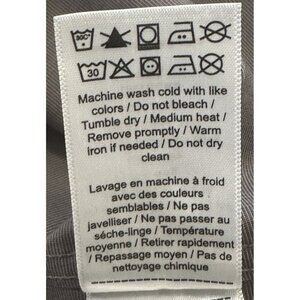 30
Machine wash cold with like
colors / Do not bleach /
Tumble dry / Medium heat /
Remove promptly / Warm
iron if needed / Do not dry
clean
Lavage en machine à froid
avec des couleurs
semblables / Ne pas
javelliser / Ne pas passer au
séche-linge / Température
moyenne / Retirer rapidement
/ Repassage moyen / Pas de
nettoyage chimique